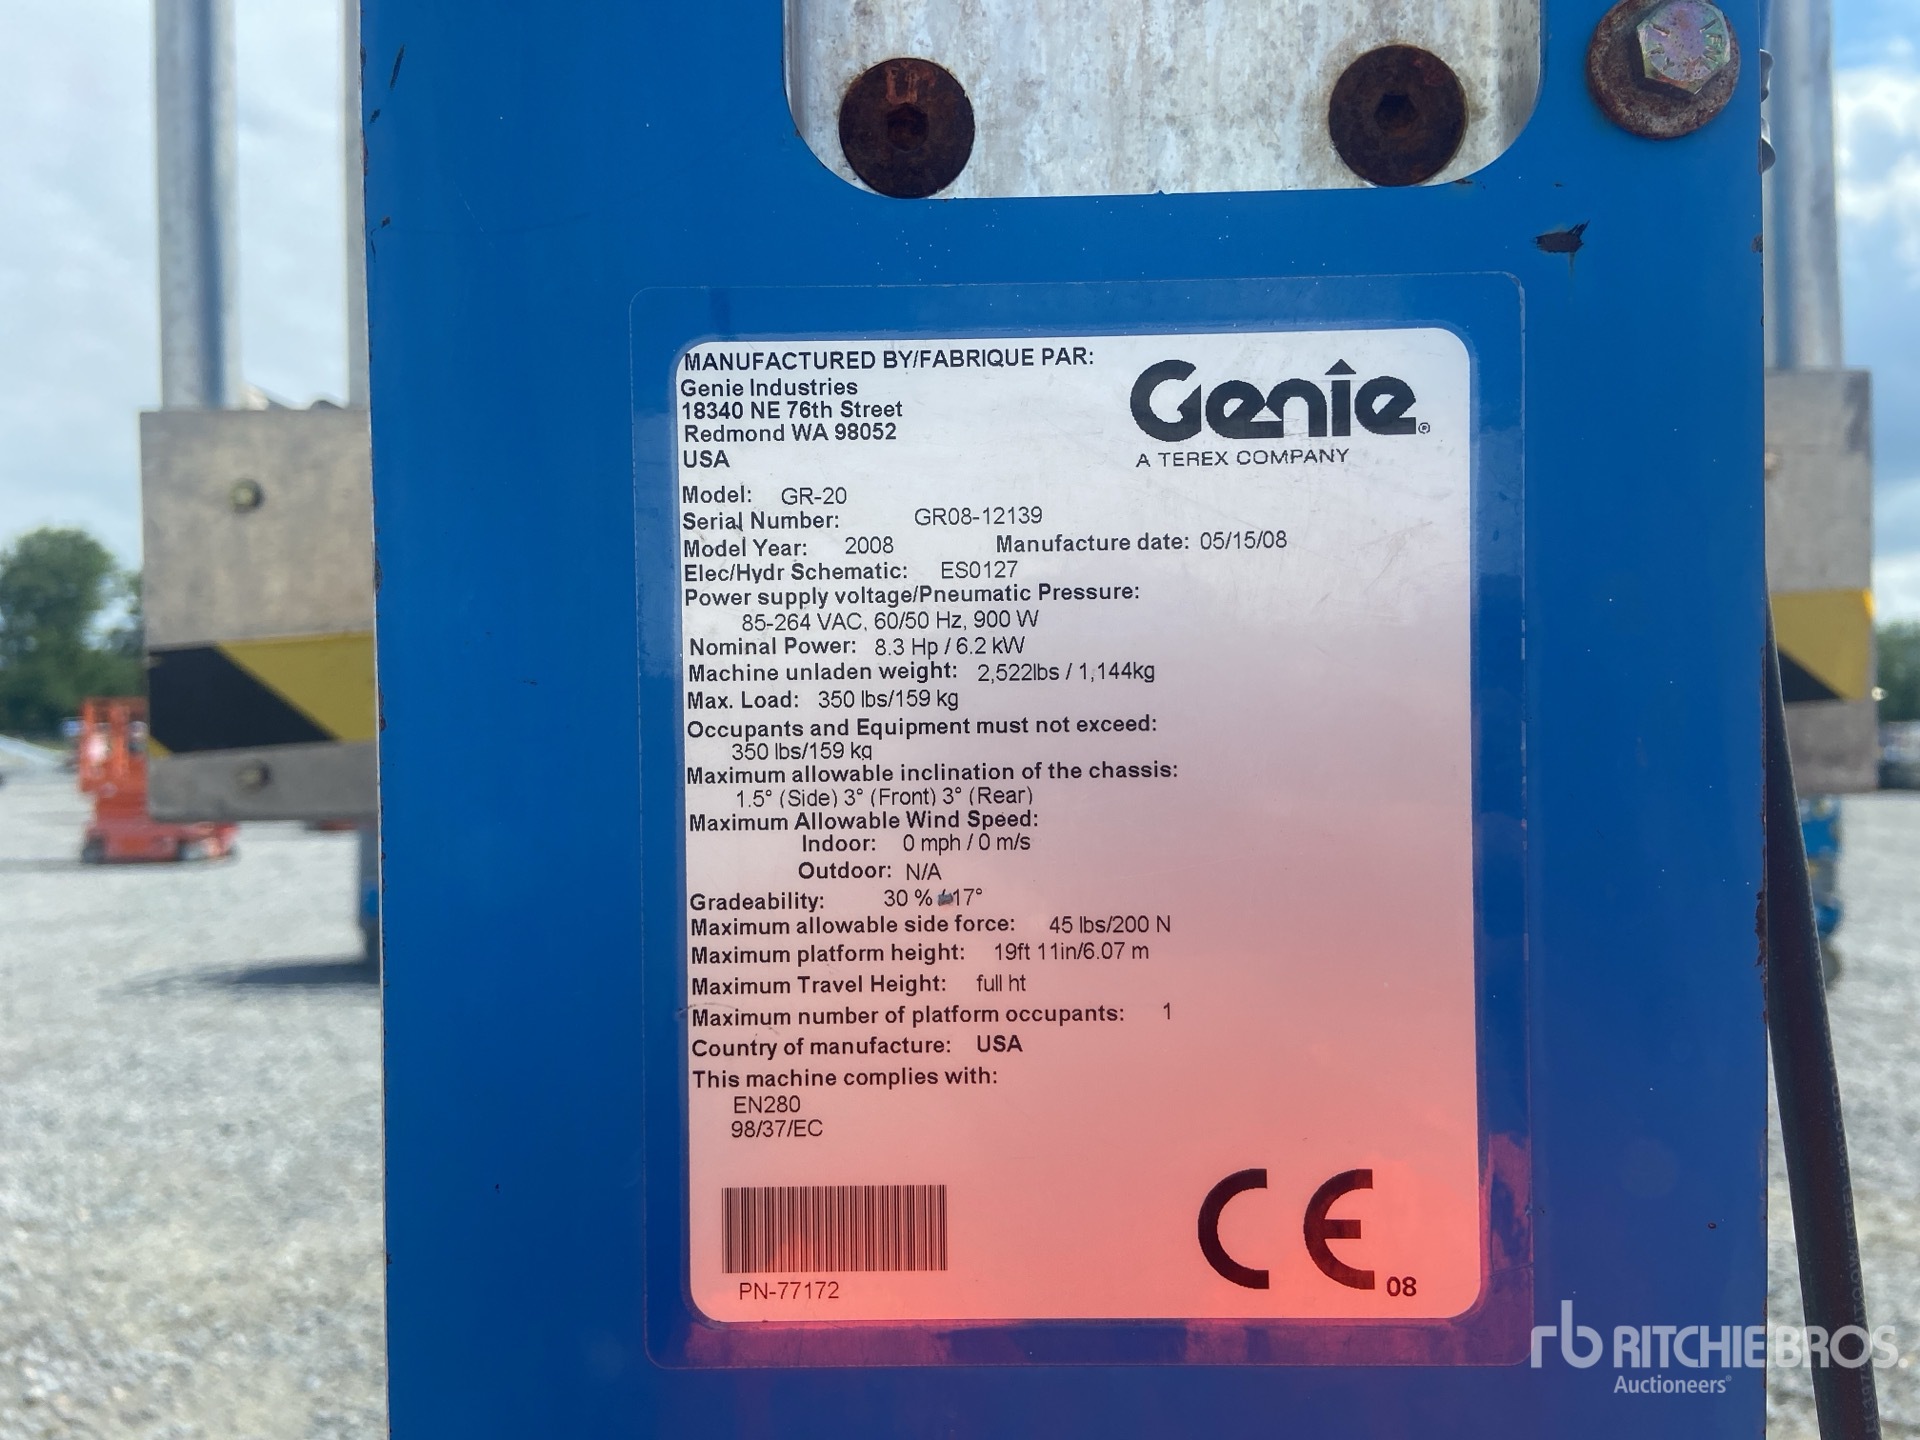 MANUFACTURED BY/FABRIQUE PAR:
Genie Industries
18340 NE 76th Street
Redmond WA 98052
USA
Genie®
A TEREX COMPANY
Model: GR-20
Serial Number: GR08-12139
Model Year: 2008 Manufacture date: 05/15/08
Elec/Hydr Schematic: ES0127
Power supply voltage/Pneumatic Pressure:
85-264 VAC, 60/50 Hz, 900 W
Nominal Power: 8.3 Hp / 6.2 kW
Machine unladen weight: 2,522lbs / 1,144kg
Max. Load: 350 lbs/159 kg
Occupants and Equipment must not exceed:
350 lbs/159 kg
Maximum allowable inclination of the chassis:
1.5° (Side) 3° (Front) 3° (Rear)
Maximum Allowable Wind Speed:
Indoor: 0 mph / 0 m/s
Outdoor: N/A
Gradeability: 30 % 17°
Maximum allowable side force: 45 lbs/200 N
Maximum platform height: 19ft 11in/6.07 m
Maximum Travel Height: full ht
Maximum number of platform occupants: 1
Country of manufacture: USA
This machine complies with:
EN280
98/37/EC
PN-77172
CE 08
rb RITCHIE BROS.
Auctioneers®